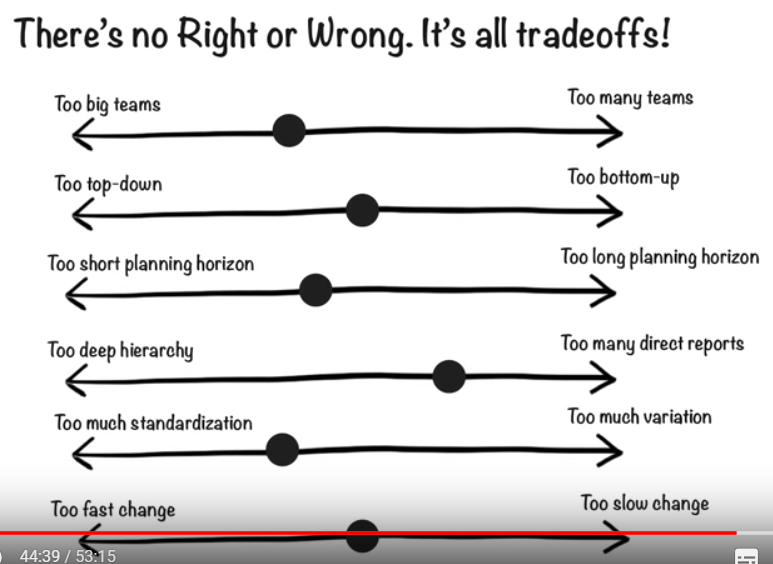 There's no Right or Wrong. It's all tradeoffs!
Too big teams
Too many teams
Too top-down
Too bottom-up
Too short planning horizon
Too long planning horizon
Too deep hierarchy
Too many direct reports
Too much standardization
Too much variation
Too fast change
Too slow change
44:39 / 53:15